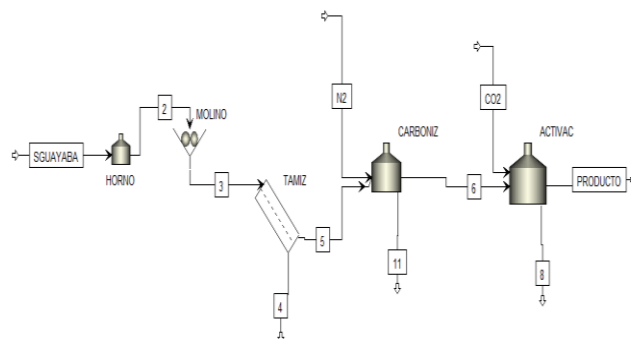 N2
CO2
2
MOLINO
CARBONIZ
ACTIVAC
SGUAYABA
HORNO
3
TAMIZ
6
PRODUCTO
5
11
8
4